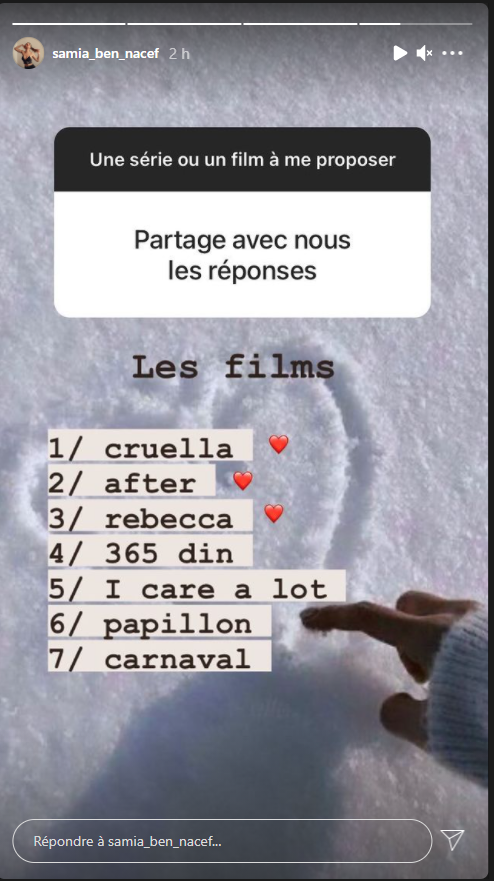 samia_ben_nacef 2 h
Une série ou un film à me proposer
Partage avec nous
les réponses
Les films
1/ cruella
2/ after
3/ rebecca
4/ 365 din
5/ I care a lot
6/ papillon
7/ carnaval
Répondre à samia_ben_nacef...